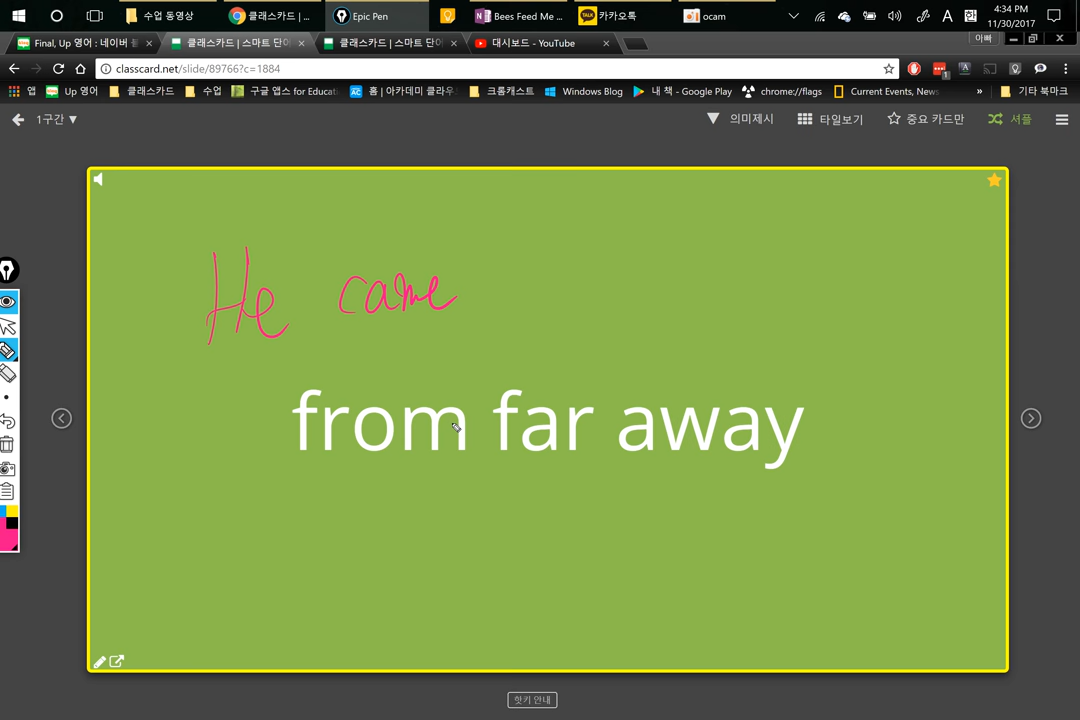 수업 동영상
클래스카드 | ...
Epic Pen
Bees Feed Me ...
TALK 카카오톡
ocam
A 한
4:34 PM
11/30/2017
Final, Up 영어 : 네이버
클래스카드 | 스마트 단어
클래스카드 | 스마트 단어
대시보드 - YouTube
아빠
classcard.net/slide/89766?c=1884
앱
Up 영어
클래스카드
수업
구글 앱스 for Educati
홈 | 아카데미 클라우
크롬캐스트
Windows Blog
내 책 - Google Play
chrome://flags
Current Events, News
»
기타 북마크
1구간 ▼
▼ 의미제시
타일보기
중요 카드만
셔플
He came
from far away
핫키 안내